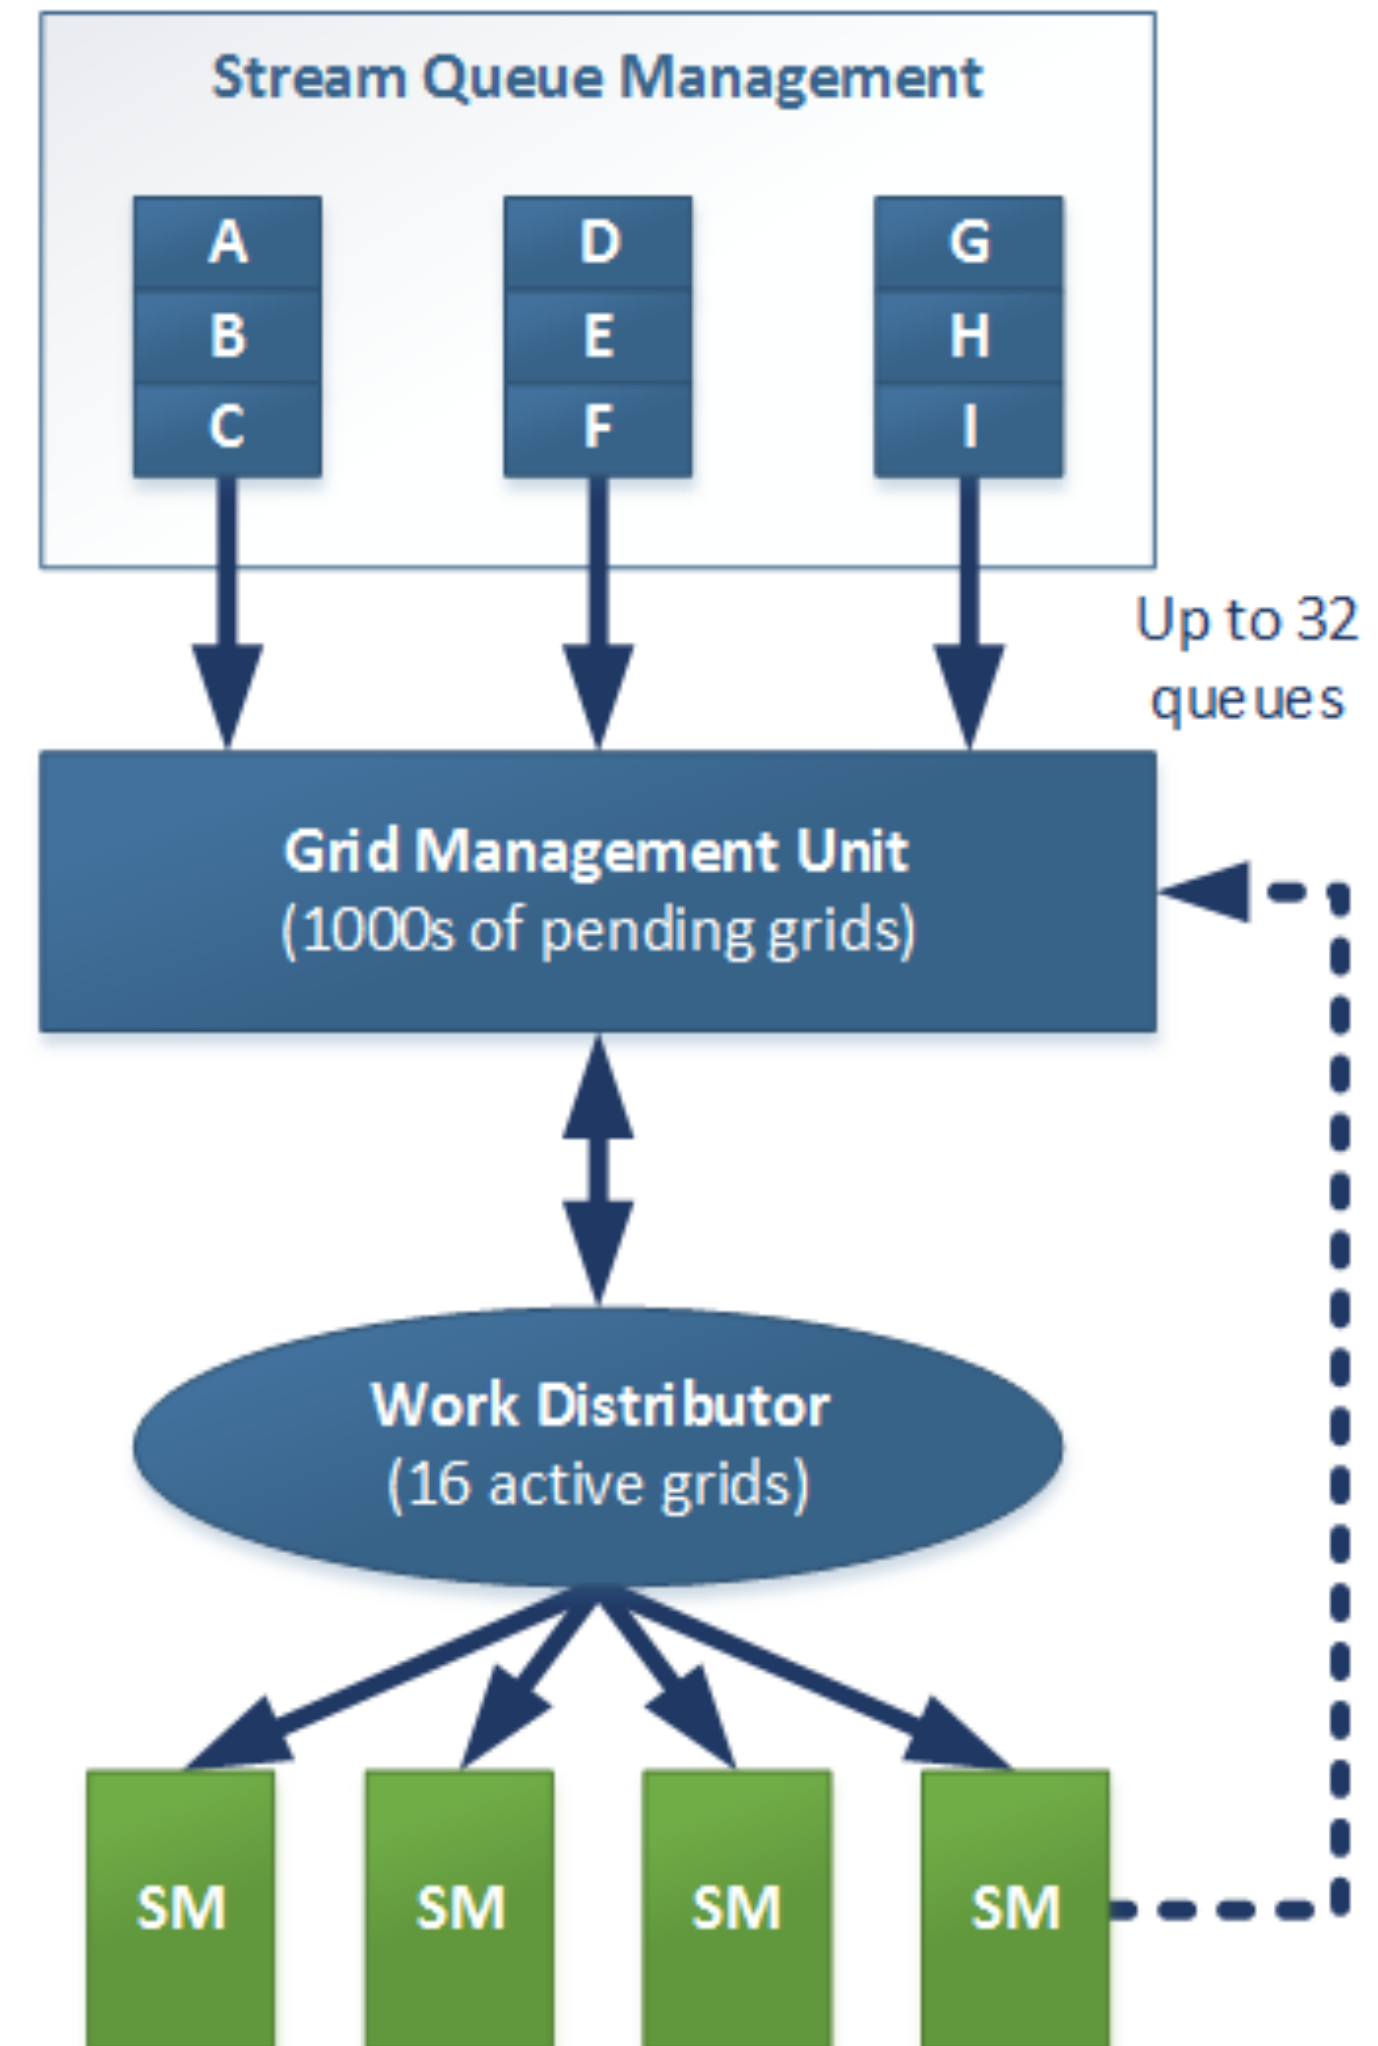 Stream Queue Management
A
B
C
D
E
F
G
H
I
Up to 32
queues
Grid Management Unit
(1000s of pending grids)
Work Distributor
(16 active grids)
SM
SM
SM
SM